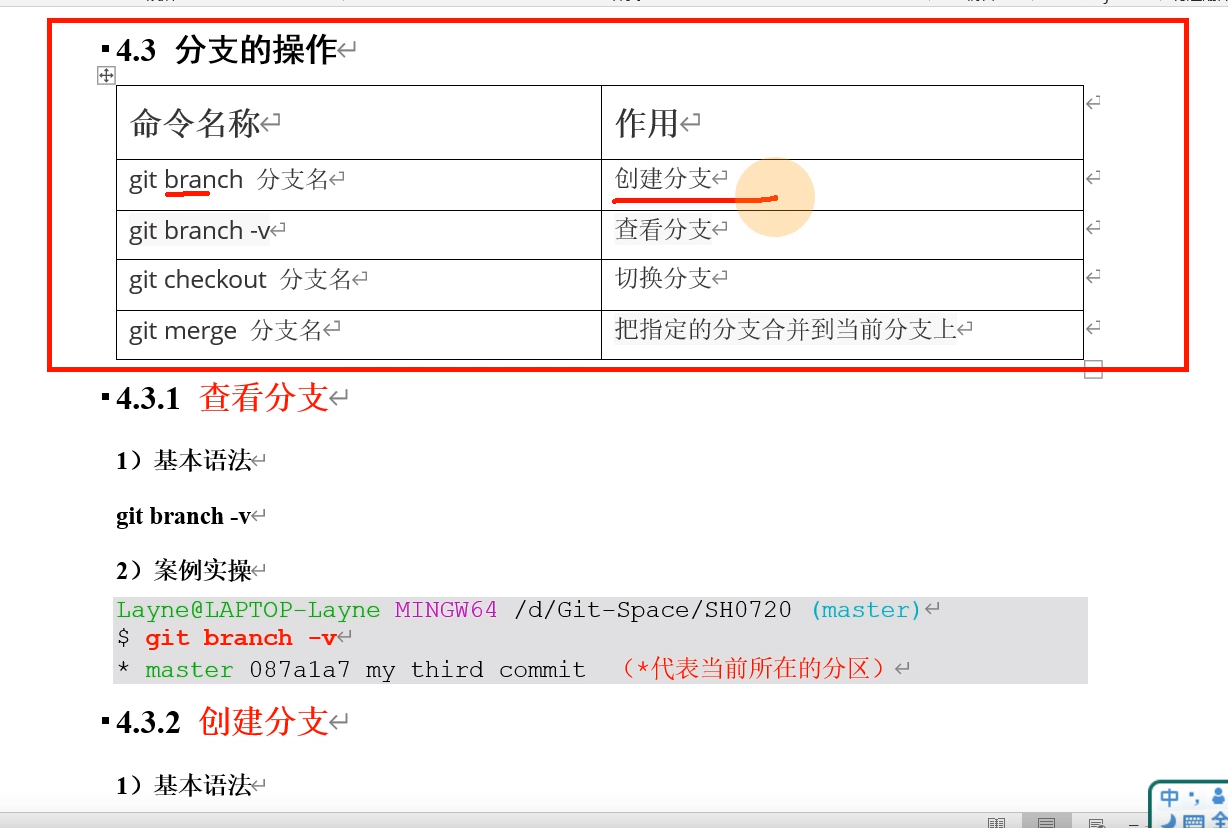 4.3 分支的操作
命令名称 作用
git branch 分支名 创建分支
git branch -v 查看分支
git checkout 分支名 切换分支
git merge 分支名 把指定的分支合并到当前分支上
4.3.1 查看分支
1）基本语法
git branch -v
2）案例实操
Layne@LAPTOP-Layne MINGW64 /d/Git-Space/SH0720 (master)
$ git branch -v
* master 087a1a7 my third commit （*代表当前所在的分区）
4.3.2 创建分支
1）基本语法
中